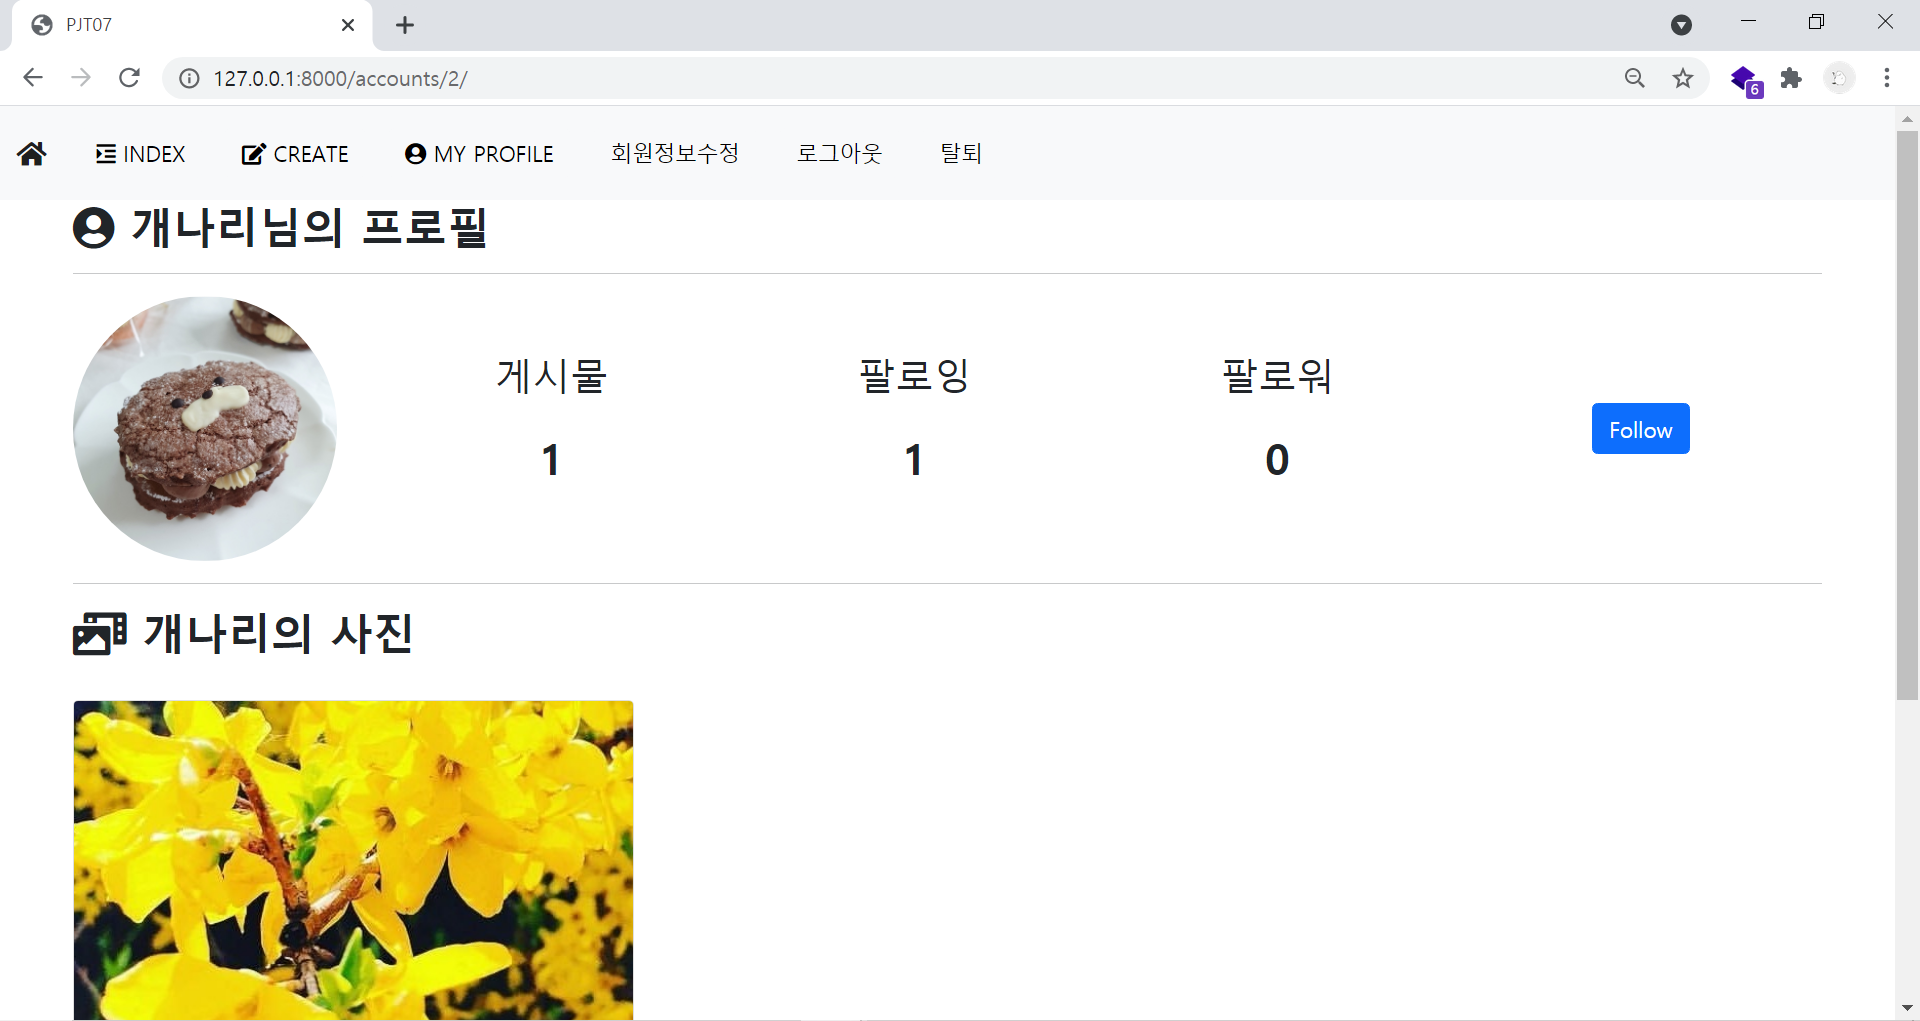 PJT07
127.0.0.1:8000/accounts/2/
6
INDEX CREATE MY PROFILE 회원정보수정 로그아웃 탈퇴
개나리님의 프로필
게시물 팔로잉 팔로워
Follow
1 1 0
개나리의 사진